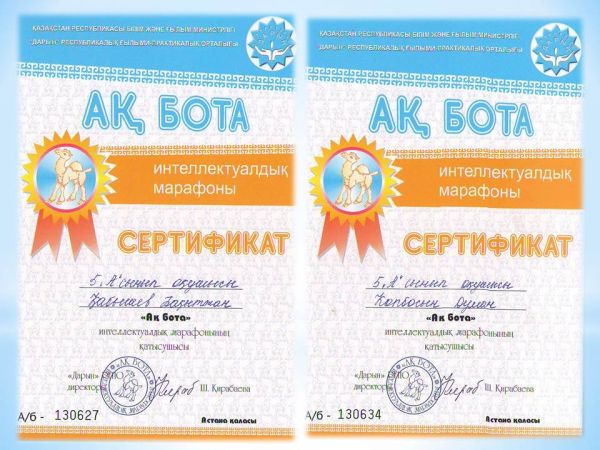 ҚАЗАҚСТАН РЕСПУБЛИКАСЫ БІЛІМ ЖӘНЕ ҒЫЛЫМ МИНИСТРЛІГІ
"ДАРЫН" РЕСПУБЛИКАЛЫҚ ҒЫЛЫМИ-ПРАКТИКАЛЫҚ ОРТАЛЫҒЫ
АҚ БОТА
интеллектуалдық
марафоны
СЕРТИФИКАТ
5 "А" сынып оқушысы
«Ақ бота»
интеллектуалдық марафонының
қатысушысы
«Дарын»
директоры Ш. Қирабаева
А/б - 130627
Астана қаласы
ҚАЗАҚСТАН РЕСПУБЛИКАСЫ БІЛІМ ЖӘНЕ ҒЫЛЫМ МИНИСТРЛІГІ
"ДАРЫН" РЕСПУБЛИКАЛЫҚ ҒЫЛЫМИ-ПРАКТИКАЛЫҚ ОРТАЛЫҒЫ
АҚ БОТА
интеллектуалдық
марафоны
СЕРТИФИКАТ
5 "А" сынып оқушысы
«Ақ бота»
интеллектуалдық марафонының
қатысушысы
«Дарын»
директоры Ш. Қирабаева
А/б - 130634
Астана қаласы